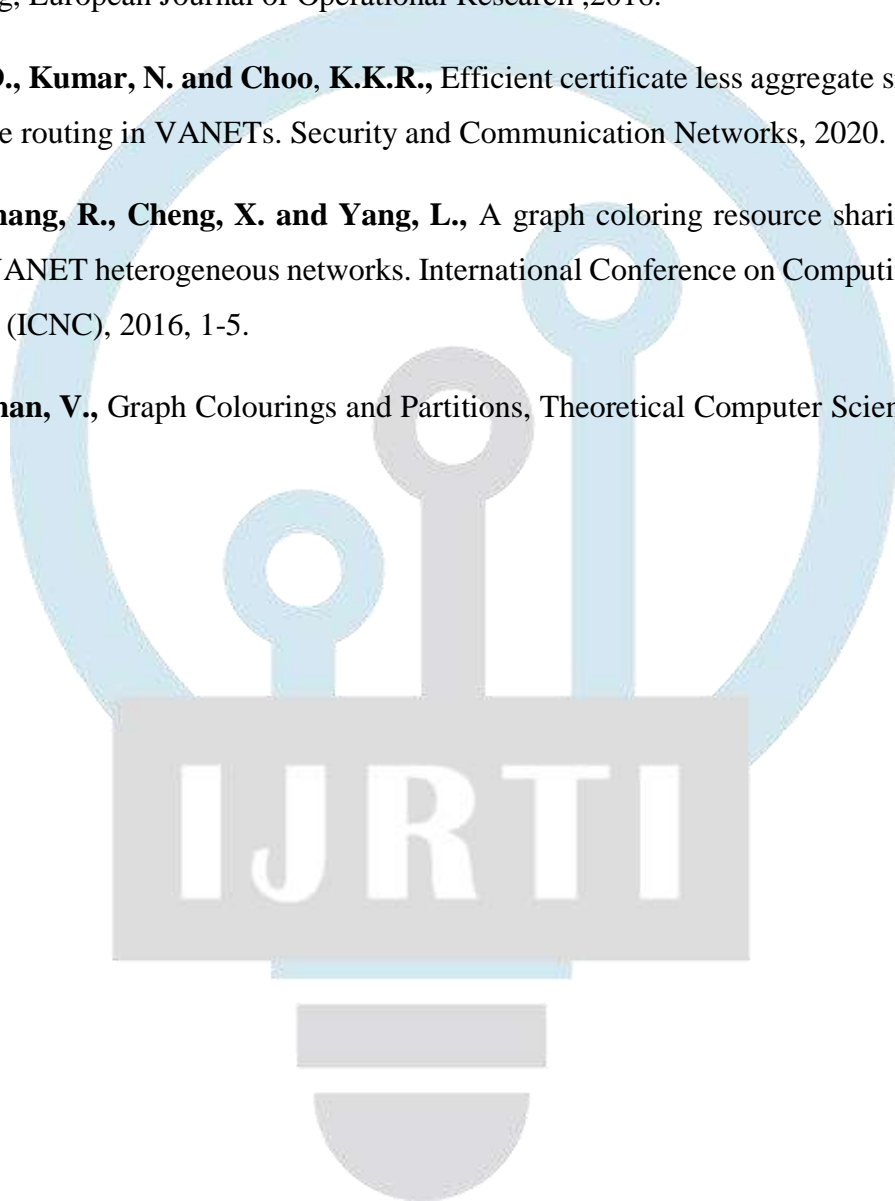 g, European Journal of Operational Research ,2016.
D., Kumar, N. and Choo, K.K.R., Efficient certificate less aggregate s
e routing in VANETs. Security and Communication Networks, 2020.
hang, R., Cheng, X. and Yang, L., A graph coloring resource shari
VANET heterogeneous networks. International Conference on Computi
(ICNC), 2016, 1-5.
nan, V., Graph Colourings and Partitions, Theoretical Computer Scien
IJRTI